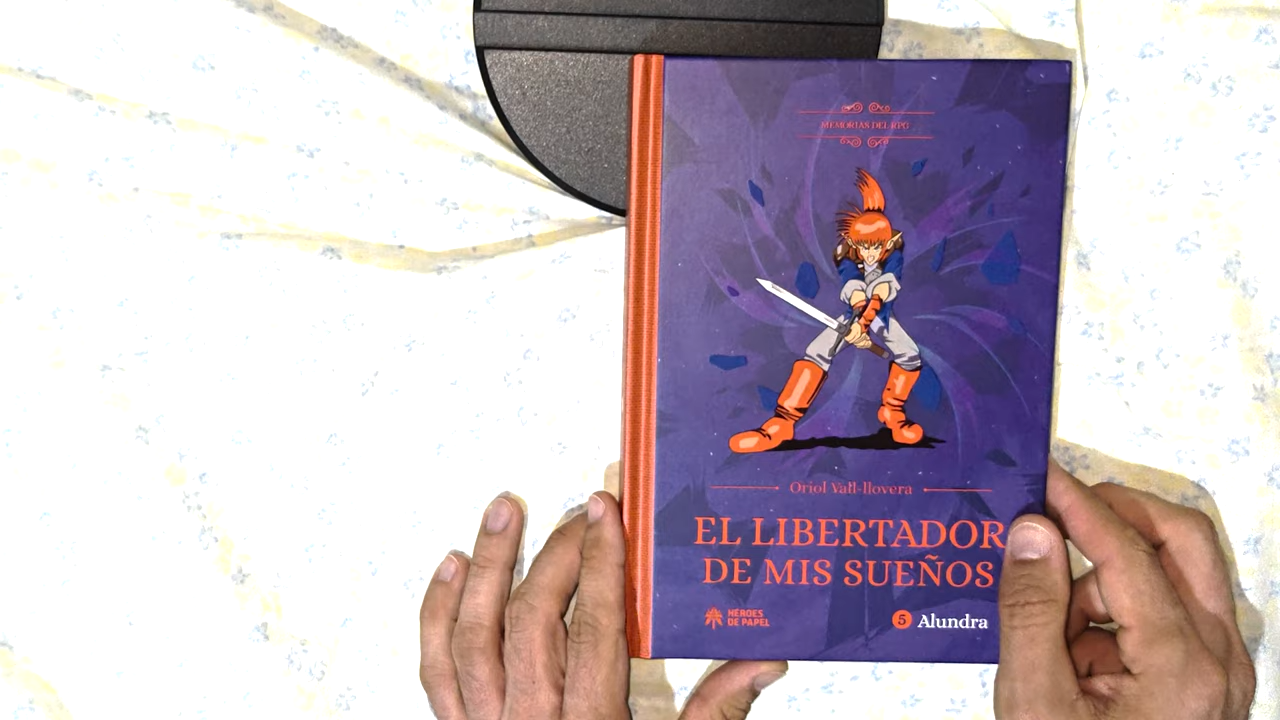 MEMORIAS DEL RPG
Oriol Vall-llovera
EL LIBERTADOR
DE MIS SUEÑOS
HÉROES
DE PAPEL
5 Alundra